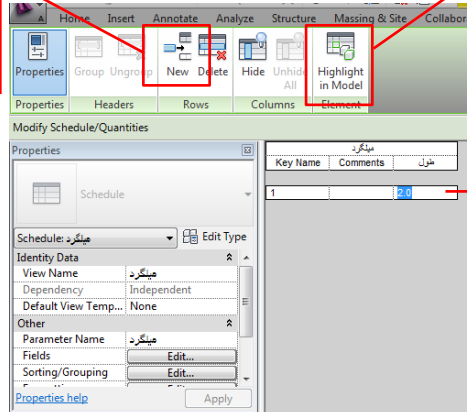 A Home Insert Annotate Analyze Structure Massing & Site Collabor
Properties Group Ungroup New Delete Hide Unhide All Highlight in Model
Properties Headers Rows Columns Element
Modify Schedule/Quantities
Properties
Schedule
Schedule: میلگرد Edit Type
Identity Data
View Name میلگرد
Dependency Independent
Default View Temp... None
Other
Parameter Name میلگرد
Fields Edit...
Sorting/Grouping Edit...
Properties help Apply
میلگرد
Key Name Comments طول
1 2.0